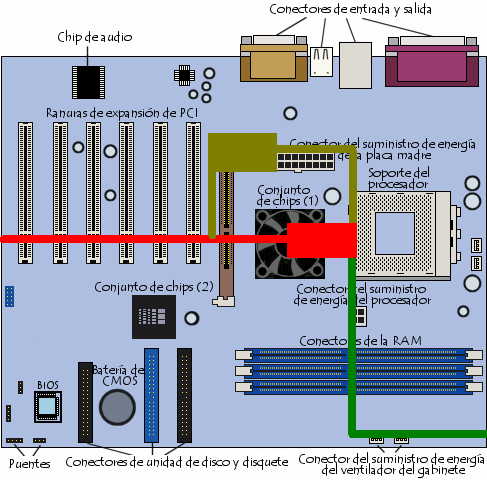 Conectores de entrada y salida
Chip de audio
Ranuras de expansión de PCI
Conector del suministro de energía
de la placa madre
Soporte del
procesador
Conjunto
de chips (1)
Conjunto de chips (2)
Conector del suministro
de energía del procesador
Conectores de la RAM
Batería de
CMOS
BIOS
Puentes
Conectores de unidad de disco y disquete
Conector del suministro de energía
del ventilador del gabinete